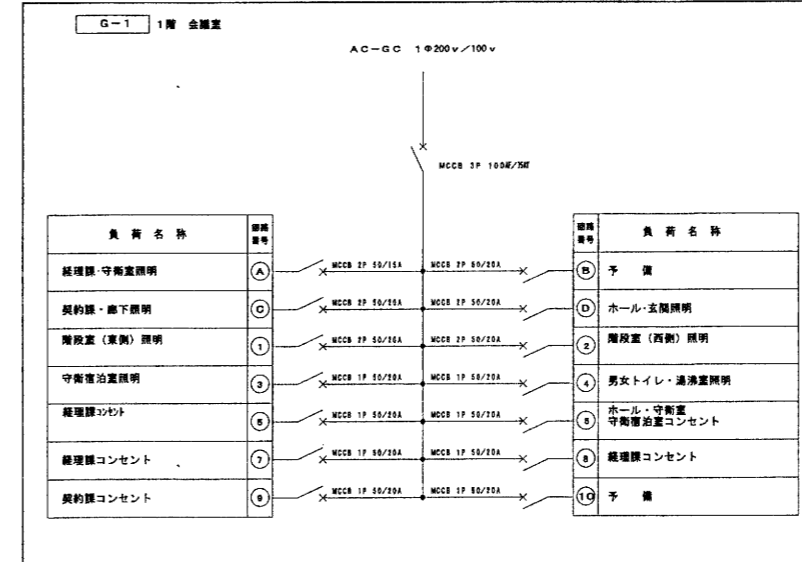 G-1 1階 会議室
AC-GC 1Φ200v/100v
MCCB 3P 100AF/75AT
負荷名称 回路番号
回路番号 負荷名称
経理課・守衛室照明 A MCCB 2P 50/15A MCCB 2P 50/20A B 予備
契約課・廊下照明 C MCCB 2P 50/20A MCCB 2P 50/20A D ホール・玄関照明
階段室（東側）照明 1 MCCB 2P 50/20A MCCB 2P 50/20A 2 階段室（西側）照明
守衛宿泊室照明 3 MCCB 1P 50/20A MCCB 1P 50/20A 4 男女トイレ・湯沸室照明
経理課コンセント 5 MCCB 1P 50/20A MCCB 1P 50/20A 6 ホール・守衛室
守衛宿泊室コンセント
経理課コンセント 7 MCCB 1P 50/20A MCCB 1P 50/20A 8 経理課コンセント
契約課コンセント 9 MCCB 1P 50/20A MCCB 1P 50/20A 10 予備